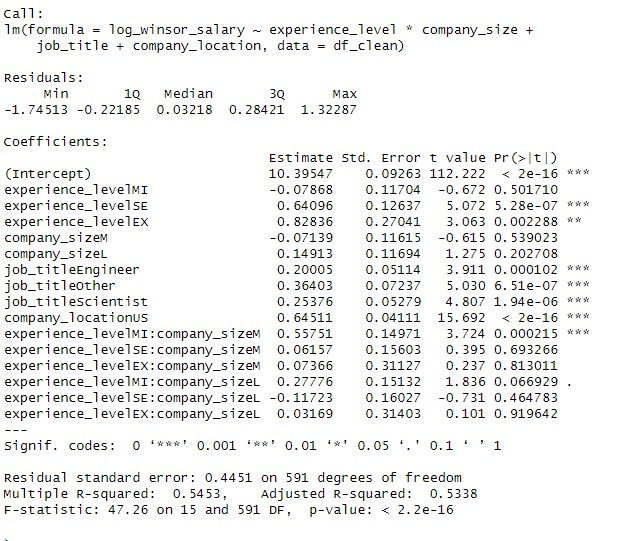 Call:
lm(formula = log_winsor_salary ~ experience_level * company_size +
    job_title + company_location, data = df_clean)
Residuals:
     Min       1Q   Median       3Q      Max
-1.74513 -0.22185  0.03218  0.28421  1.32287
Coefficients:
                                Estimate Std. Error t value Pr(>|t|)
(Intercept)                     10.39547    0.09263 112.222  < 2e-16 ***
experience_levelMI              -0.07868    0.11704  -0.672 0.501710
experience_levelSE               0.64096    0.12637   5.072 5.28e-07 ***
experience_levelEX               0.82836    0.27041   3.063 0.002288 **
company_sizeM                   -0.07139    0.11615  -0.615 0.539023
company_sizeL                    0.14913    0.11694   1.275 0.202708
job_titleEngineer                0.20005    0.05114   3.911 0.000102 ***
job_titleOther                   0.36403    0.07237   5.030 6.51e-07 ***
job_titleScientist               0.25376    0.05279   4.807 1.94e-06 ***
company_locationUS               0.64511    0.04111  15.692  < 2e-16 ***
experience_levelMI:company_sizeM 0.55751    0.14971   3.724 0.000215 ***
experience_levelSE:company_sizeM 0.06157    0.15603   0.395 0.693266
experience_levelEX:company_sizeM 0.07366    0.31127   0.237 0.813011
experience_levelMI:company_sizeL 0.27776    0.15132   1.836 0.066929 .
experience_levelSE:company_sizeL -0.11723    0.16027  -0.731 0.464783
experience_levelEX:company_sizeL 0.03169    0.31403   0.101 0.919642
---
Signif. codes:  0 ‘***’ 0.001 ‘**’ 0.01 ‘*’ 0.05 ‘.’ 0.1 ‘ ’ 1
Residual standard error: 0.4451 on 591 degrees of freedom
Multiple R-squared:  0.5453,    Adjusted R-squared:  0.5338
F-statistic: 47.26 on 15 and 591 DF,  p-value: < 2.2e-16